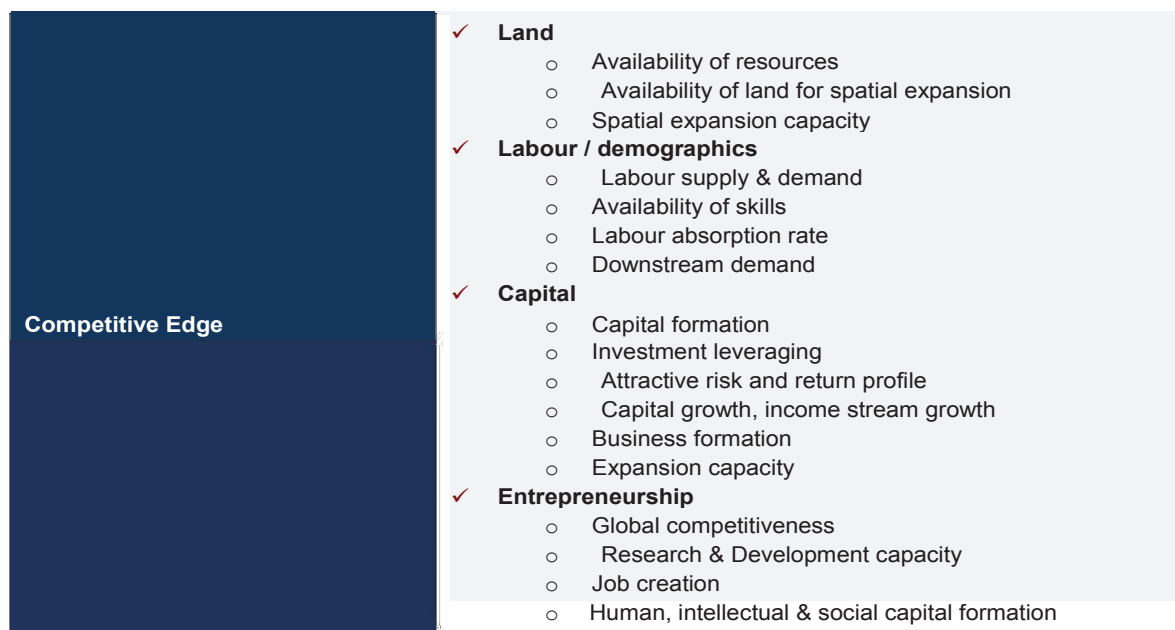 Competitive Edge
✓ Land
o Availability of resources
o Availability of land for spatial expansion
o Spatial expansion capacity
✓ Labour / demographics
o Labour supply & demand
o Availability of skills
o Labour absorption rate
o Downstream demand
✓ Capital
o Capital formation
o Investment leveraging
o Attractive risk and return profile
o Capital growth, income stream growth
o Business formation
o Expansion capacity
✓ Entrepreneurship
o Global competitiveness
o Research & Development capacity
o Job creation
o Human, intellectual & social capital formation